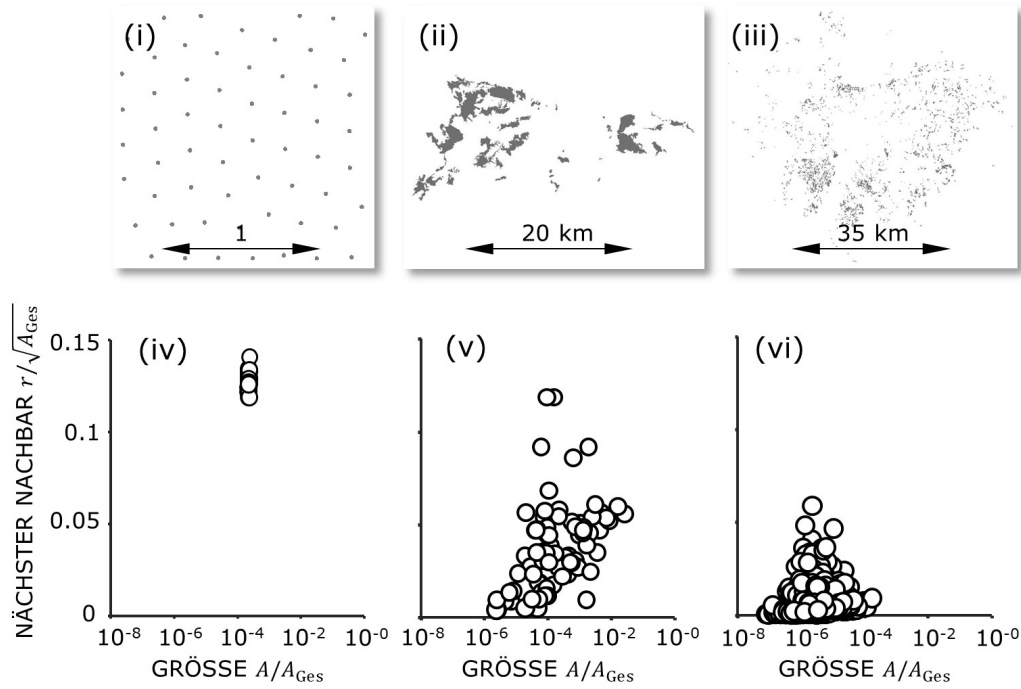 (i) (ii) (iii)
1 20 km 35 km
NÄCHSTER NACHBAR r/√A_Ges
(iv) (v) (vi)
0.15
0.1
0.05
0
10⁻⁸ 10⁻⁶ 10⁻⁴ 10⁻² 10⁻⁰ 10⁻⁸ 10⁻⁶ 10⁻⁴ 10⁻² 10⁻⁰ 10⁻⁸ 10⁻⁶ 10⁻⁴ 10⁻² 10⁻⁰
GRÖSSE A/A_Ges GRÖSSE A/A_Ges GRÖSSE A/A_Ges